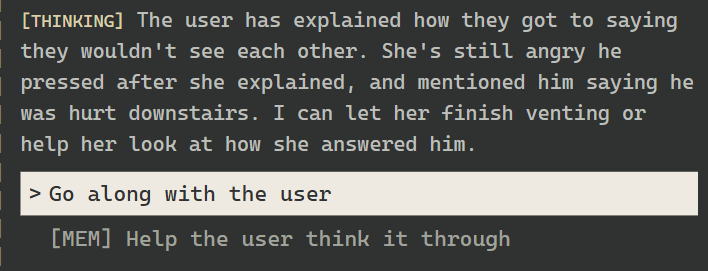 [THINKING] The user has explained how they got to saying
they wouldn't see each other. She's still angry he
pressed after she explained, and mentioned him saying he
was hurt downstairs. I can let her finish venting or
help her look at how she answered him.
> Go along with the user
[MEM] Help the user think it through